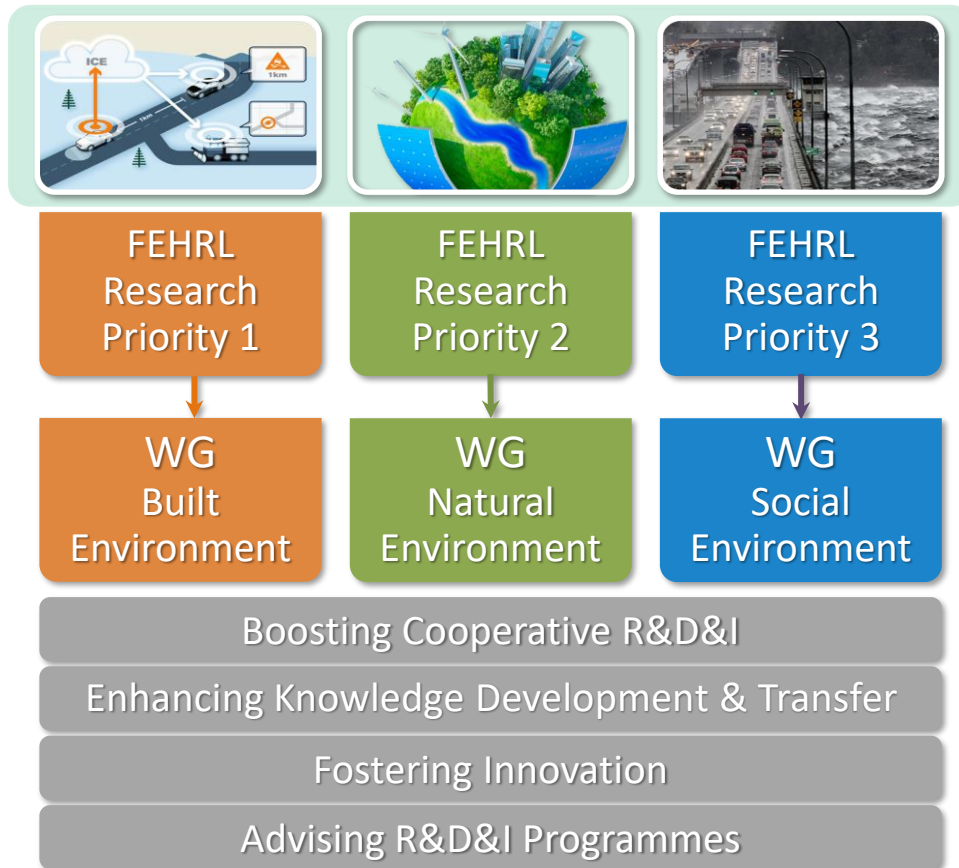 ICE
1km
1km
FEHRL
Research
Priority 1
FEHRL
Research
Priority 2
FEHRL
Research
Priority 3
WG
Built
Environment
WG
Natural
Environment
WG
Social
Environment
Boosting Cooperative R&D&I
Enhancing Knowledge Development & Transfer
Fostering Innovation
Advising R&D&I Programmes